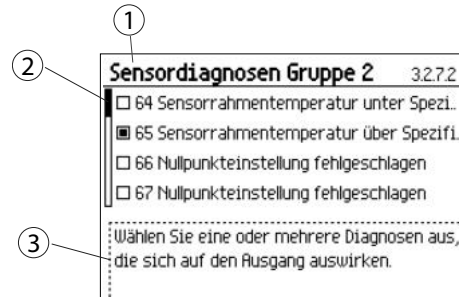 1
2
Sensordiagnosen Gruppe 2 3.2.7.2
64 Sensorrahmentemperatur unter Spezi..
65 Sensorrahmentemperatur über Spezifi.
66 Nullpunkteinstellung fehlgeschlagen
67 Nullpunkteinstellung fehlgeschlagen
3
Wählen Sie eine oder mehrere Diagnosen aus,
die sich auf den Ausgang auswirken.